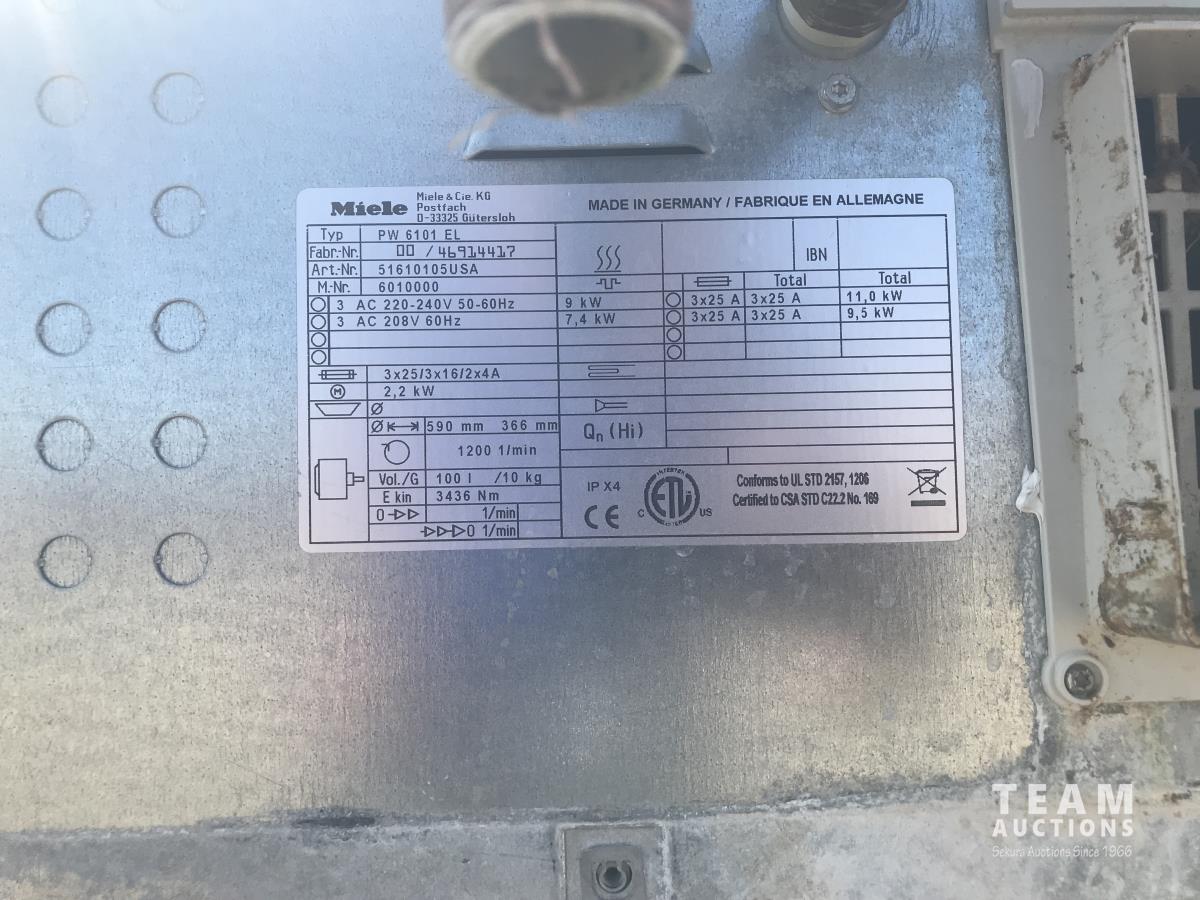 Miele
Miele & Cie. KG
Postfach
D-33325 Gütersloh
MADE IN GERMANY / FABRIQUE EN ALLEMAGNE
Typ PW 6101 EL
Fabr.-Nr. 00 / 46914417
Art.-Nr. 51610105USA
M.-Nr. 6010000
IBN
Total Total
3 AC 220-240V 50-60Hz 9 kW 3x25 A 3x25 A 11,0 kW
3 AC 208V 60Hz 7,4 kW 3x25 A 3x25 A 9,5 kW
3x25/3x16/2x4A
M 2,2 kW
Ø
Ø 590 mm 366 mm
Qn (Hi)
1200 1/min
Vol./G 100 l /10 kg
E kin 3436 Nm
0 1/min
0 1/min
IP X4
CE
INTERTEK
ETL
C US
Conforms to UL STD 2157, 1206
Certified to CSA STD C22.2 No. 169
TEAM
AUCTIONS
Sekura Auctions Since 1966